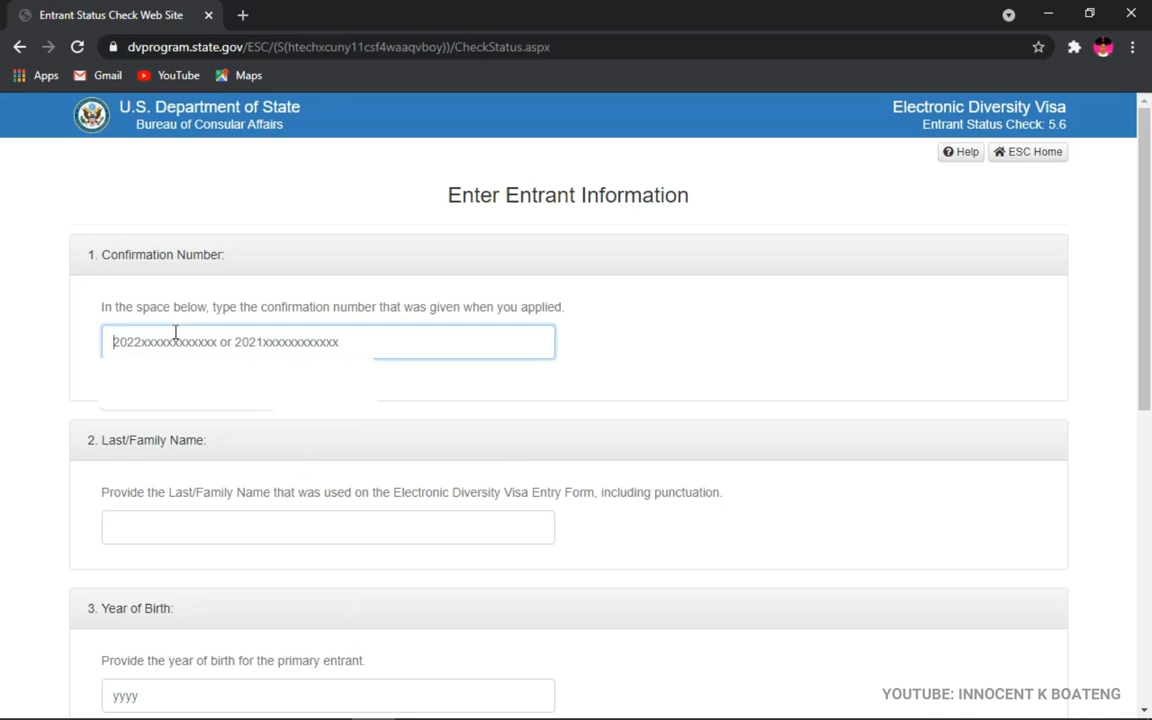 Entrant Status Check Web Site
dvprogram.state.gov/ESC/(S(htechxcuny11csf4waaqvboy))/CheckStatus.aspx
Apps Gmail YouTube Maps
U.S. Department of State
Bureau of Consular Affairs
Electronic Diversity Visa
Entrant Status Check: 5.6
Help ESC Home
Enter Entrant Information
1. Confirmation Number:
In the space below, type the confirmation number that was given when you applied.
2022xxxxxxxxxxxx or 2021xxxxxxxxxxxx
2. Last/Family Name:
Provide the Last/Family Name that was used on the Electronic Diversity Visa Entry Form, including punctuation.
3. Year of Birth:
Provide the year of birth for the primary entrant.
yyyy
YOUTUBE: INNOCENT K BOATENG